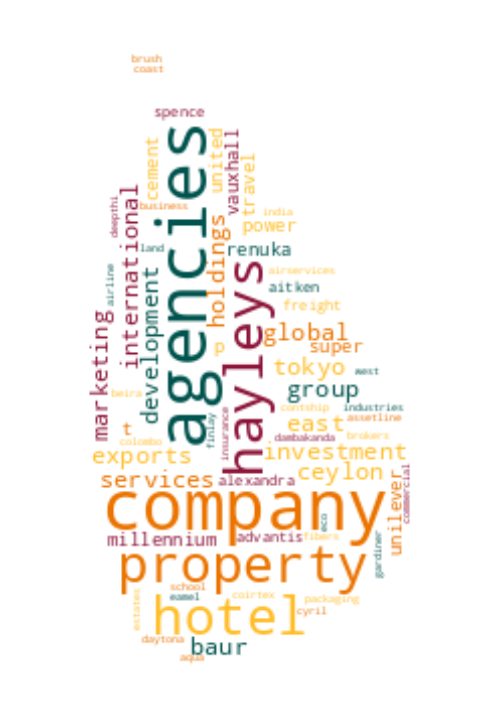 brush
coast
spence
agencies
cement
united
vauxhall
travel
business
deepthi
international
india
power
land
holdings
renuka
hayleys
airline
development
airservices
aitken
freight
marketing
global
super
p
tokyo
west
beira
group
centship
industries
t
finlay
insurance
east
assetline
colombo
dambakanda
brokers
exports
investment
ceylon
services
alexandra
unilever
commercial
company
eco
millennium
advantis
fibers
property
gardiner
school
eamel
coirtex
packaging
estates
hotel
cyril
daytona
baur
aqua